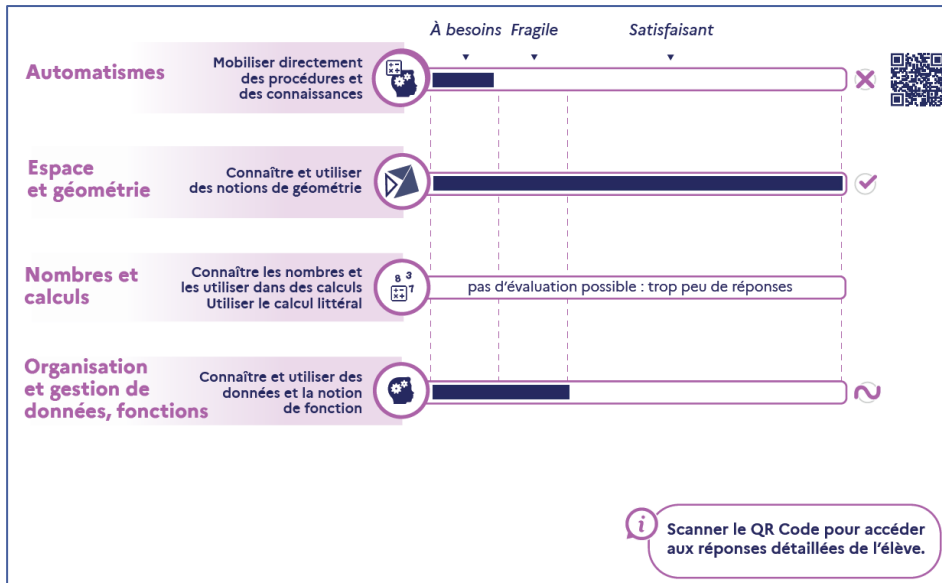 À besoins Fragile Satisfaisant
Automatismes
Mobiliser directement
des procédures et
des connaissances
Espace
et géométrie
Connaître et utiliser
des notions de géométrie
Nombres et
calculs
Connaître les nombres et
les utiliser dans des calculs
Utiliser le calcul littéral
8 3
7
pas d'évaluation possible : trop peu de réponses
Organisation
et gestion de
données, fonctions
Connaître et utiliser des
données et la notion
de fonction
i
Scanner le QR Code pour accéder
aux réponses détaillées de l'élève.